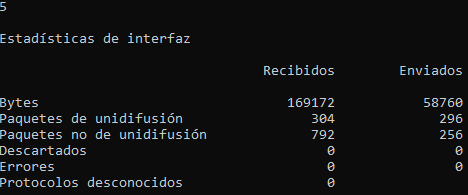 5
Estadísticas de interfaz
Recibidos Enviados
Bytes 169172 58760
Paquetes de unidifusión 304 296
Paquetes no de unidifusión 792 256
Descartados 0 0
Errores 0 0
Protocolos desconocidos 0